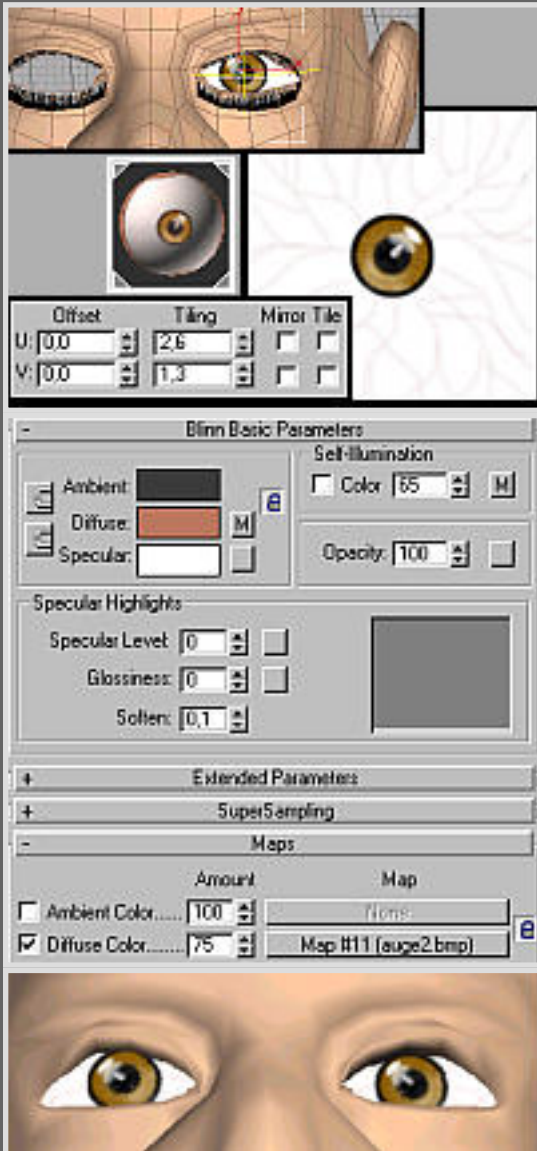 Offset Tiling Mirror Tile
U: 0,0 2,6
V: 0,0 1,3
- Blinn Basic Parameters
Self-Illumination
Ambient: Color 65 M
Diffuse: M
Specular: Opacity: 100
Specular Highlights
Specular Level: 0
Glossiness: 0
Soften: 0,1
+ Extended Parameters
+ SuperSampling
- Maps
Amount Map
Ambient Color..... 100 None
Diffuse Color........ 75 Map #11 (auge2.bmp)